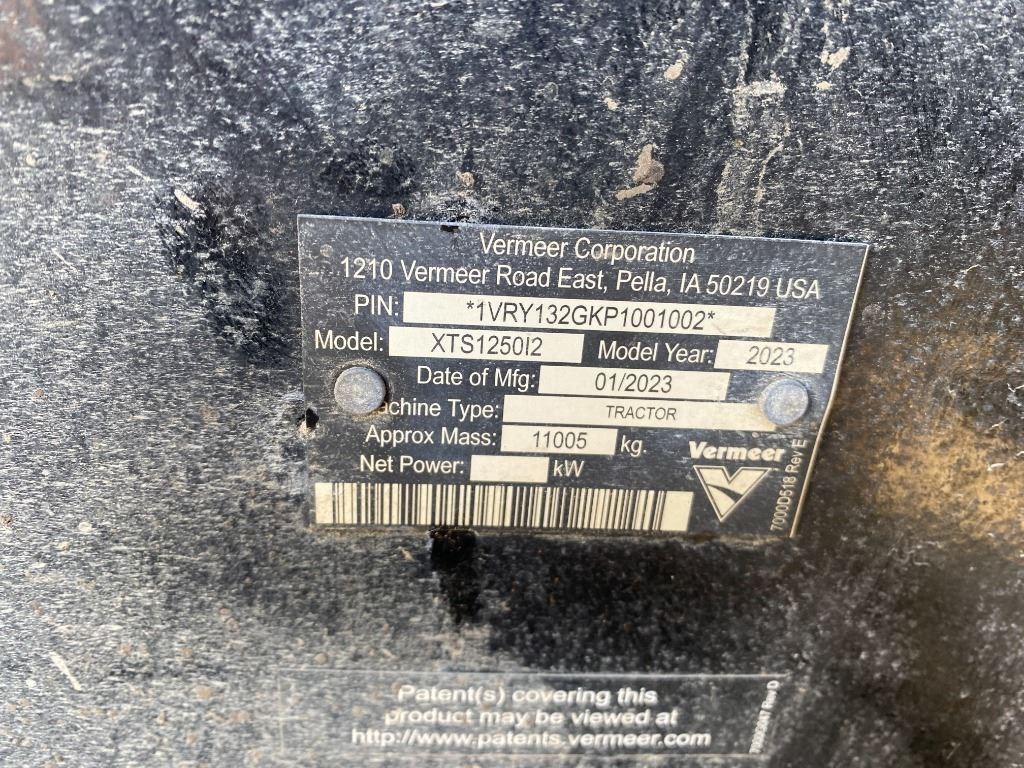 Vermeer Corporation
1210 Vermeer Road East, Pella, IA 50219 USA
PIN: *1VRY132GKP1001002*
Model: XTS1250I2 Model Year: 2023
Date of Mfg: 01/2023
achine Type: TRACTOR
Approx Mass: 11005 kg.
Net Power: kW
Vermeer
7000D518 Rev E
Patent(s) covering this
product may be viewed at
http://www.patents.vermeer.com
Rev D